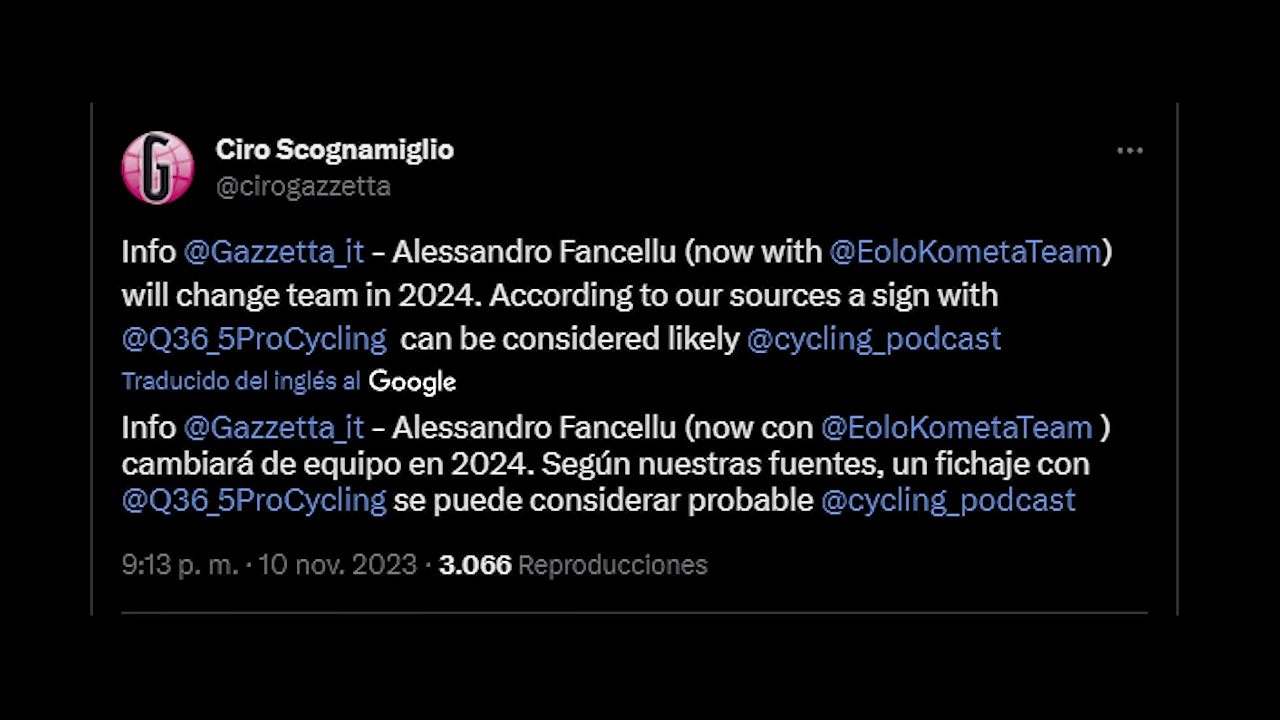 G
Ciro Scognamiglio
@cirogazzetta
Info @Gazzetta_it – Alessandro Fancellu (now with @EoloKometaTeam)
will change team in 2024. According to our sources a sign with
@Q36_5ProCycling can be considered likely @cycling_podcast
Traducido del inglés al Google
Info @Gazzetta_it – Alessandro Fancellu (now con @EoloKometaTeam )
cambiará de equipo en 2024. Según nuestras fuentes, un fichaje con
@Q36_5ProCycling se puede considerar probable @cycling_podcast
9:13 p. m. · 10 nov. 2023 · 3.066 Reproducciones